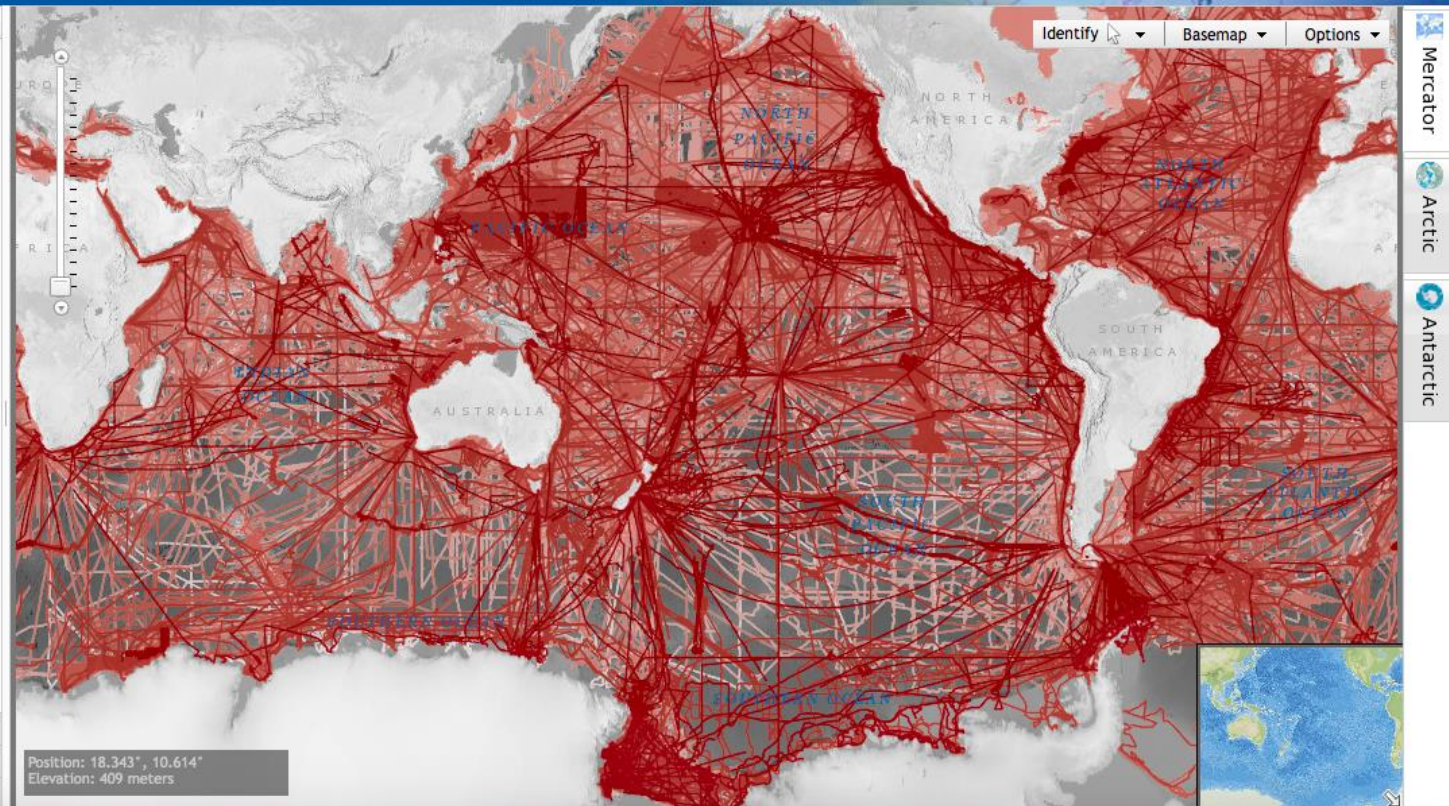 Identify
Basemap
Options
Mercator
Arctic
Antarctic
NORTH
AMERICA
NORTH
PACIFIC
OCEAN
NORTH
ATLANTIC
OCEAN
PACIFIC OCEAN
SOUTH
AMERICA
INDIAN
OCEAN
AUSTRALIA
SOUTH
PACIFIC
OCEAN
SOUTH
ATLANTIC
OCEAN
SOUTHERN OCEAN
SOUTHERN OCEAN
Position: 18.343°, 10.614°
Elevation: 409 meters